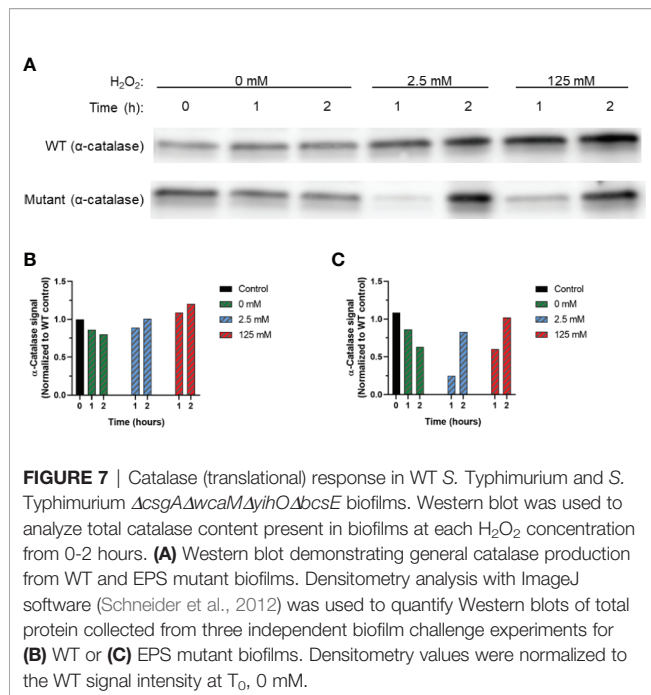 A
H₂O₂: 0 mM 2.5 mM 125 mM
Time (h): 0 1 2 1 2 1 2
WT (α-catalase)
Mutant (α-catalase)
B
α-Catalase signal
(Normalized to WT control)
1.5
1.0
0.5
0.0
0 1 2 1 2 1 2
Time (hours)
Control
0 mM
2.5 mM
125 mM
C
α-Catalase signal
(Normalized to WT control)
1.5
1.0
0.5
0.0
0 1 2 1 2 1 2
Time (hours)
Control
0 mM
2.5 mM
125 mM
FIGURE 7 | Catalase (translational) response in WT S. Typhimurium and S.
Typhimurium ΔcsgAΔwcaMΔyihOΔbcsE biofilms. Western blot was used to
analyze total catalase content present in biofilms at each H₂O₂ concentration
from 0-2 hours. (A) Western blot demonstrating general catalase production
from WT and EPS mutant biofilms. Densitometry analysis with ImageJ
software (Schneider et al., 2012) was used to quantify Western blots of total
protein collected from three independent biofilm challenge experiments for
(B) WT or (C) EPS mutant biofilms. Densitometry values were normalized to
the WT signal intensity at T₀, 0 mM.